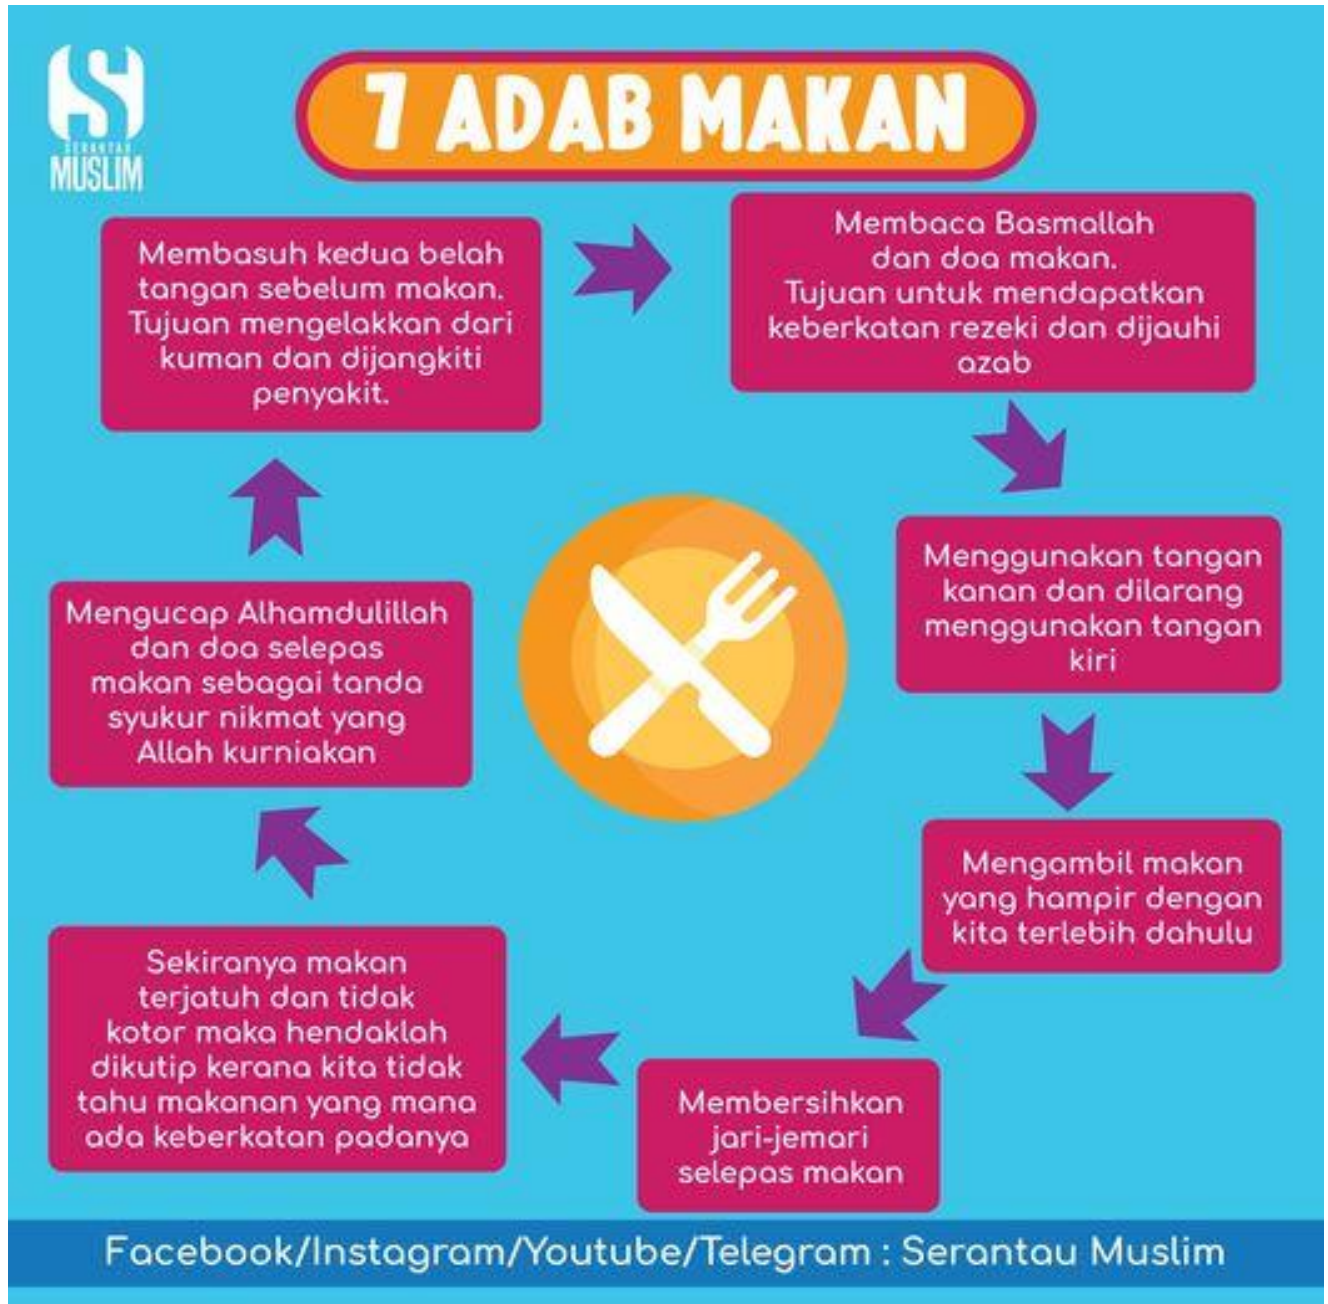 SERANTAU
MUSLIM
7 ADAB MAKAN
Membasuh kedua belah
tangan sebelum makan.
Tujuan mengelakkan dari
kuman dan dijangkiti
penyakit.
Membaca Basmallah
dan doa makan.
Tujuan untuk mendapatkan
keberkatan rezeki dan dijauhi
azab
Menggunakan tangan
kanan dan dilarang
menggunakan tangan
kiri
Mengambil makan
yang hampir dengan
kita terlebih dahulu
Membersihkan
jari-jemari
selepas makan
Sekiranya makan
terjatuh dan tidak
kotor maka hendaklah
dikutip kerana kita tidak
tahu makanan yang mana
ada keberkatan padanya
Mengucap Alhamdulillah
dan doa selepas
makan sebagai tanda
syukur nikmat yang
Allah kurniakan
Facebook/Instagram/Youtube/Telegram : Serantau Muslim